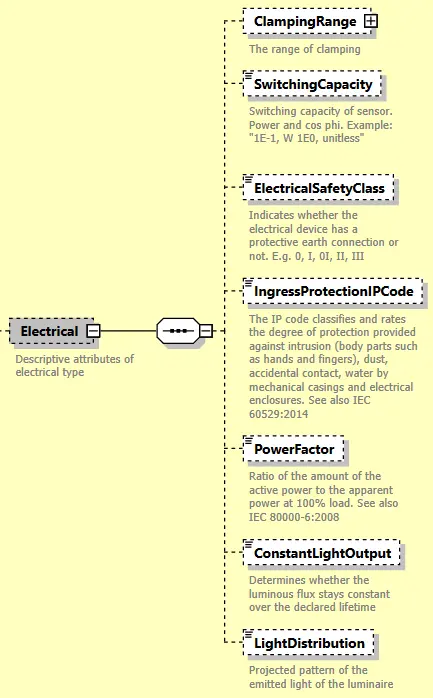 ClampingRange
The range of clamping
SwitchingCapacity
Switching capacity of sensor.
Power and cos phi. Example:
"1E-1, W 1E0, unitless"
ElectricalSafetyClass
Indicates whether the
electrical device has a
protective earth connection or
not. E.g. 0, I, 0I, II, III
IngressProtectionIPCode
The IP code classifies and rates
the degree of protection provided
against intrusion (body parts such
as hands and fingers), dust,
accidental contact, water by
mechanical casings and electrical
enclosures. See also IEC
60529:2014
Electrical
Descriptive attributes of
electrical type
PowerFactor
Ratio of the amount of the
active power to the apparent
power at 100% load. See also
IEC 80000-6:2008
ConstantLightOutput
Determines whether the
luminous flux stays constant
over the declared lifetime
LightDistribution
Projected pattern of the
emitted light of the luminaire